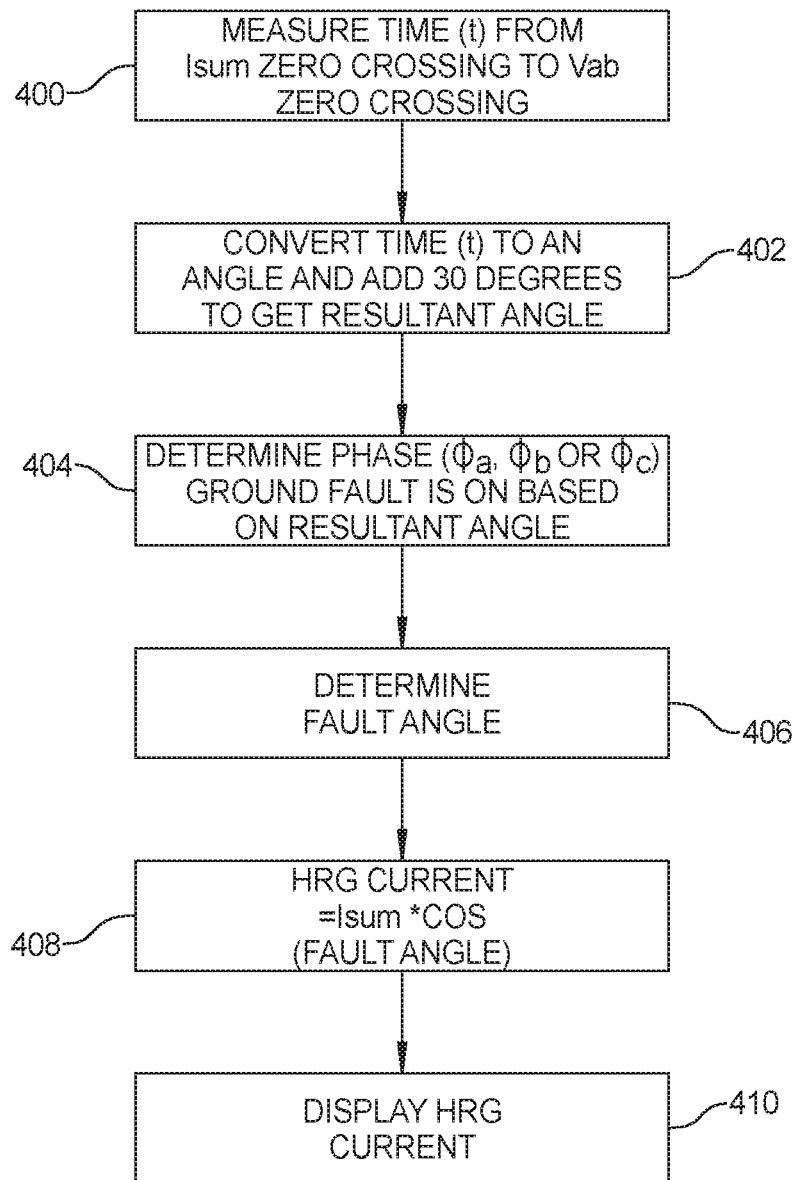 MEASURE TIME (t) FROM
Isum ZERO CROSSING TO Vab
ZERO CROSSING
400
CONVERT TIME (t) TO AN
ANGLE AND ADD 30 DEGREES
TO GET RESULTANT ANGLE
402
DETERMINE PHASE (ϕa, ϕb OR ϕc)
GROUND FAULT IS ON BASED
ON RESULTANT ANGLE
404
DETERMINE
FAULT ANGLE
406
HRG CURRENT
=Isum *COS
(FAULT ANGLE)
408
DISPLAY HRG
CURRENT
410